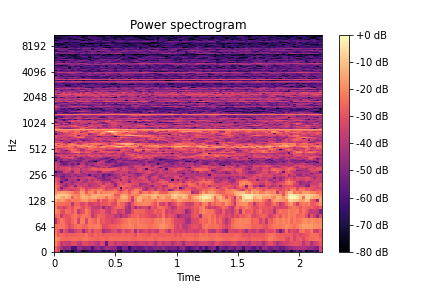 Power spectrogram
Hz
8192
4096
2048
1024
512
256
128
64
0
0
0.5
1
1.5
2
Time
+0 dB
-10 dB
-20 dB
-30 dB
-40 dB
-50 dB
-60 dB
-70 dB
-80 dB